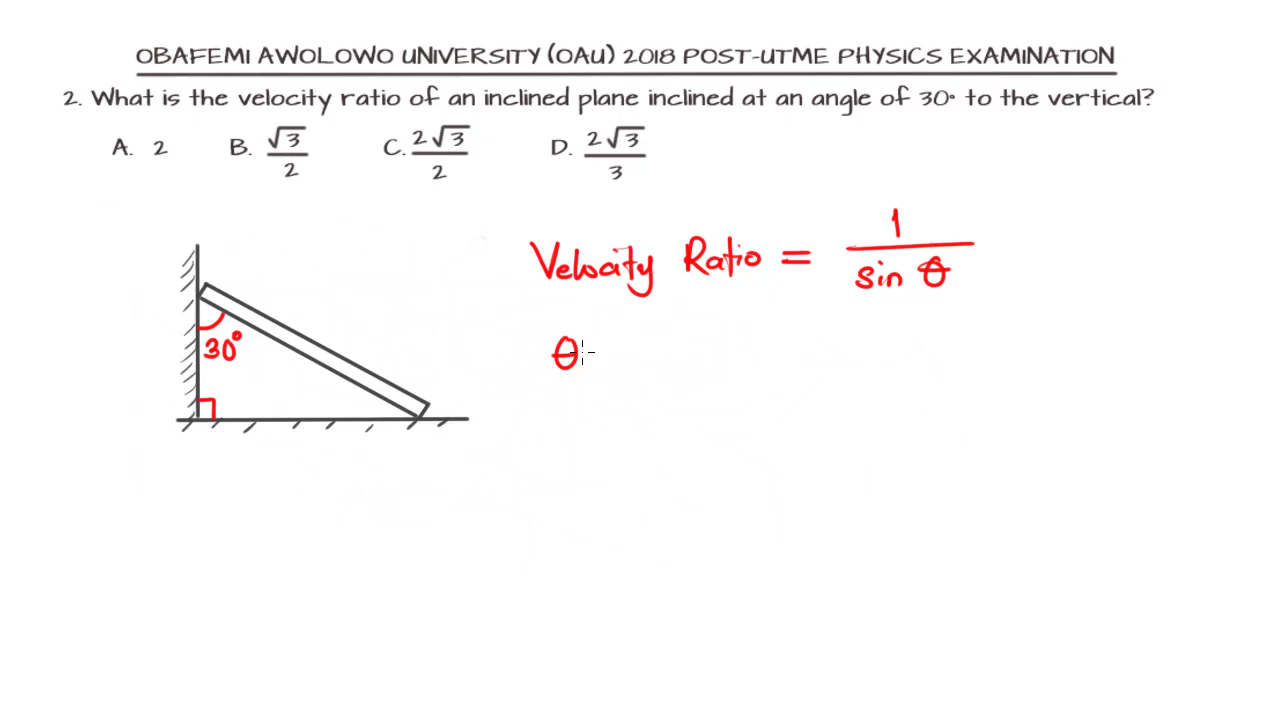 OBAFEMI AWOLOWO UNIVERSITY (OAU) 2018 POST-UTME PHYSICS EXAMINATION
2. What is the velocity ratio of an inclined plane inclined at an angle of 30° to the vertical?
A. 2 B. √3/2 C. 2√3/2 D. 2√3/3
Velocity Ratio = 1/sin θ
30°
θ